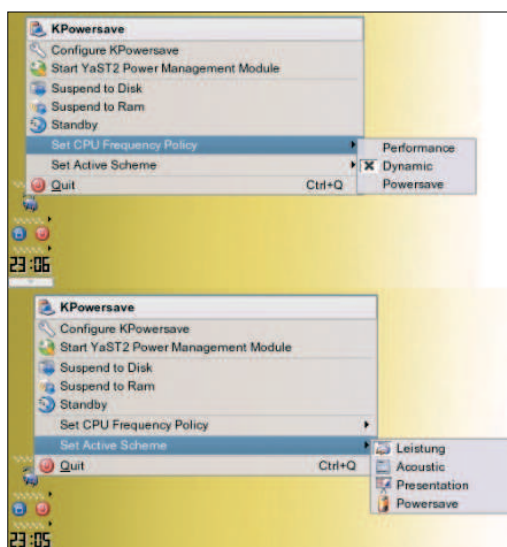 KPowersave
Configure KPowersave
Start YaST2 Power Management Module
Suspend to Disk
Suspend to Ram
Standby
Set CPU Frequency Policy
Performance
Set Active Scheme
Dynamic
Quit Ctrl+Q
Powersave
23:06
KPowersave
Configure KPowersave
Start YaST2 Power Management Module
Suspend to Disk
Suspend to Ram
Standby
Set CPU Frequency Policy
Set Active Scheme
Leistung
Quit Ctrl+Q
Acoustic
Presentation
Powersave
23:05